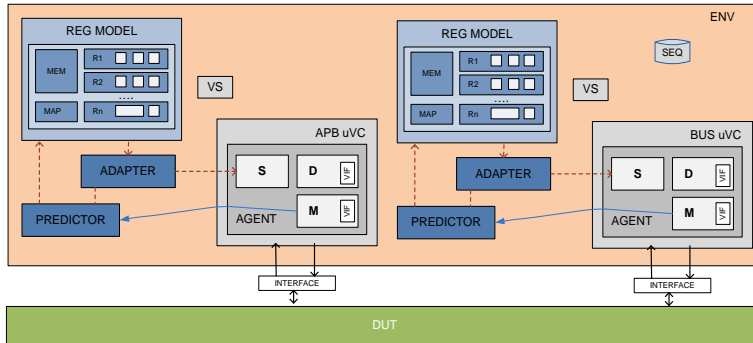 ENV
REG MODEL
MEM
R1
R2
....
MAP
Rn
VS
APB uVC
ADAPTER
S
D
VIF
M
VIF
AGENT
PREDICTOR
INTERFACE
REG MODEL
MEM
R1
R2
....
MAP
Rn
SEQ
VS
BUS uVC
ADAPTER
S
D
VIF
M
VIF
AGENT
PREDICTOR
INTERFACE
DUT